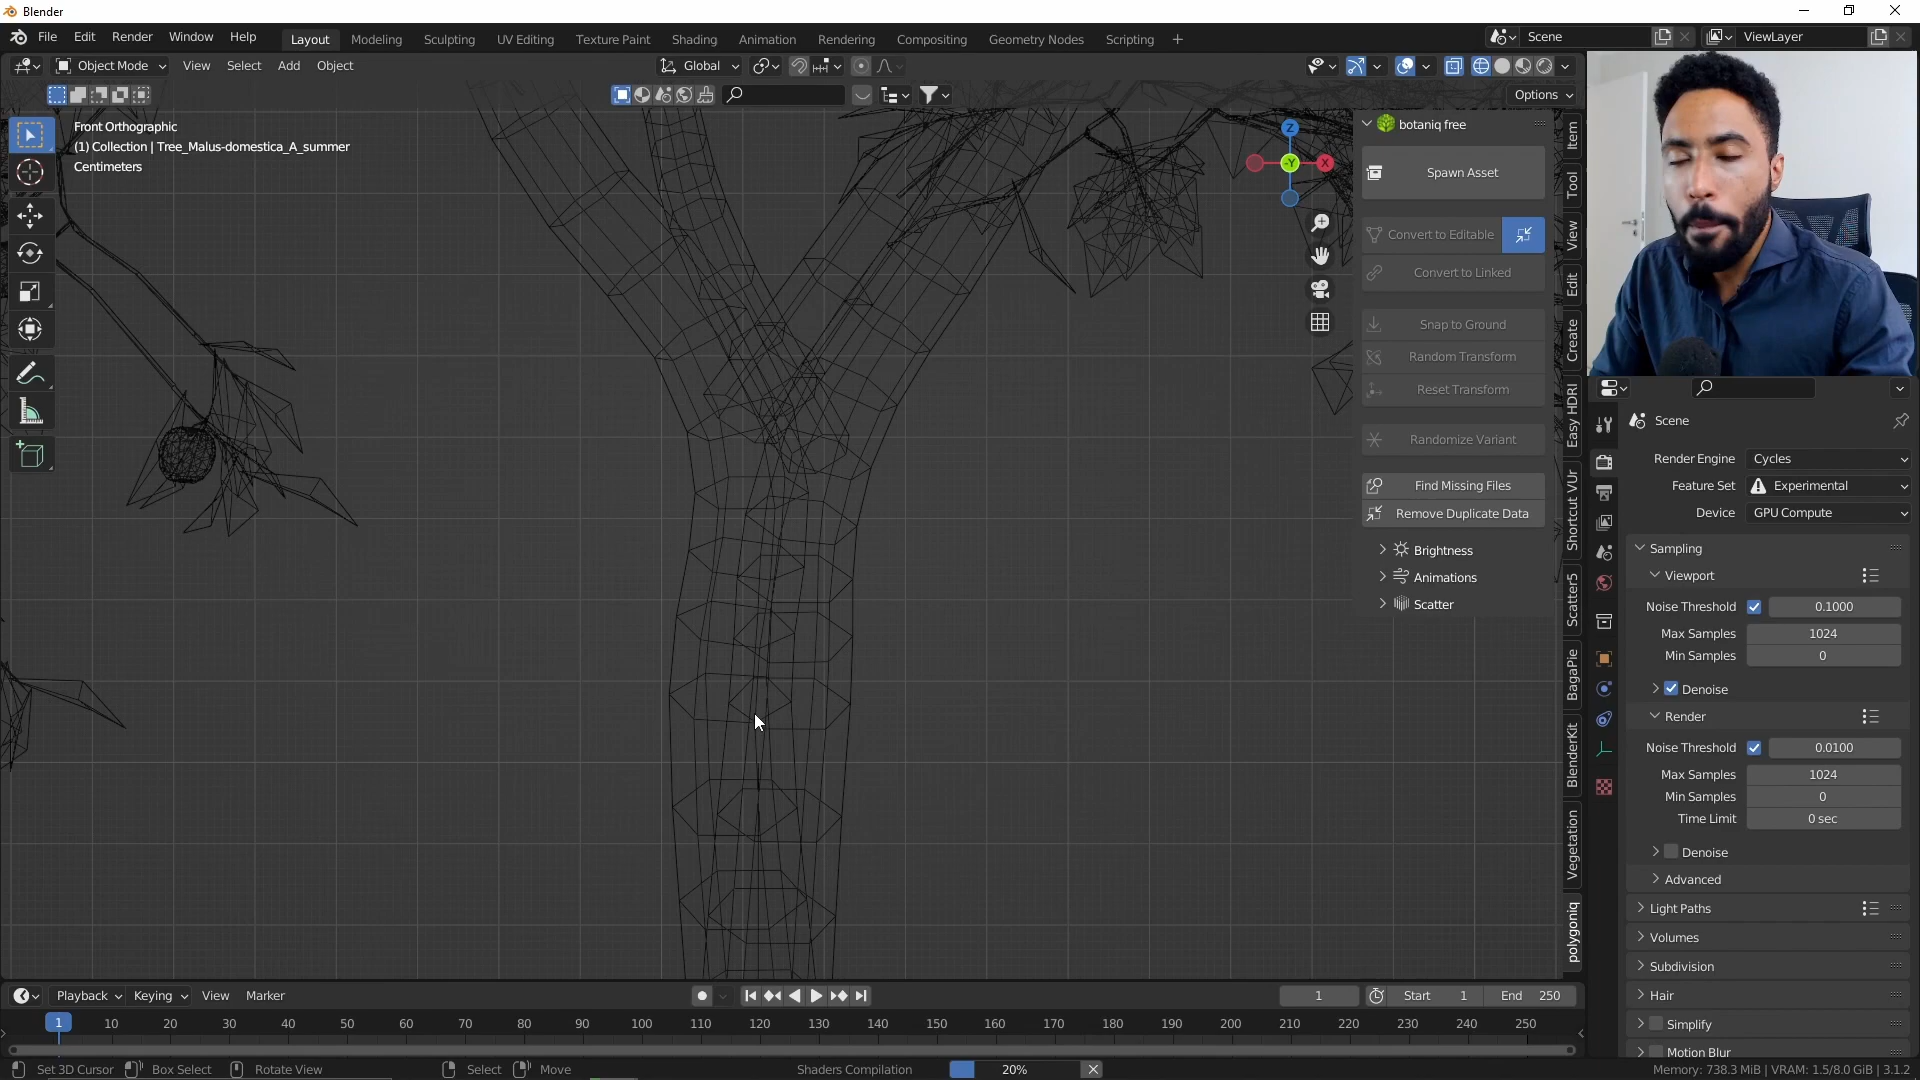 Blender
File Edit Render Window Help
Layout Modeling Sculpting UV Editing Texture Paint Shading Animation Rendering Compositing Geometry Nodes Scripting +
Scene
ViewLayer
Object Mode View Select Add Object
Global
Options
Front Orthographic
(1) Collection | Tree_Malus-domestica_A_summer
Centimeters
Z
-Y
X
botaniq free
Spawn Asset
Convert to Editable
Convert to Linked
Snap to Ground
Random Transform
Reset Transform
Randomize Variant
Find Missing Files
Remove Duplicate Data
Brightness
Animations
Scatter
Item
Tool
View
Edit
Create
Easy HDRI
Shortcut VUr
Scatter5
BagaPie
BlenderKit
Vegetation
polygoniq
Scene
Render Engine Cycles
Feature Set Experimental
Device GPU Compute
Sampling
Viewport
Noise Threshold 0.1000
Max Samples 1024
Min Samples 0
Denoise
Render
Noise Threshold 0.0100
Max Samples 1024
Min Samples 0
Time Limit 0 sec
Denoise
Advanced
Light Paths
Volumes
Subdivision
Hair
Simplify
Motion Blur
Playback Keying View Marker
1 Start 1 End 250
1 10 20 30 40 50 60 70 80 90 100 110 120 130 140 150 160 170 180 190 200 210 220 230 240 250
Set 3D Cursor Box Select Rotate View Select Move
Shaders Compilation 20%
Memory: 738.3 MiB | VRAM: 1.5/8.0 GiB | 3.1.2